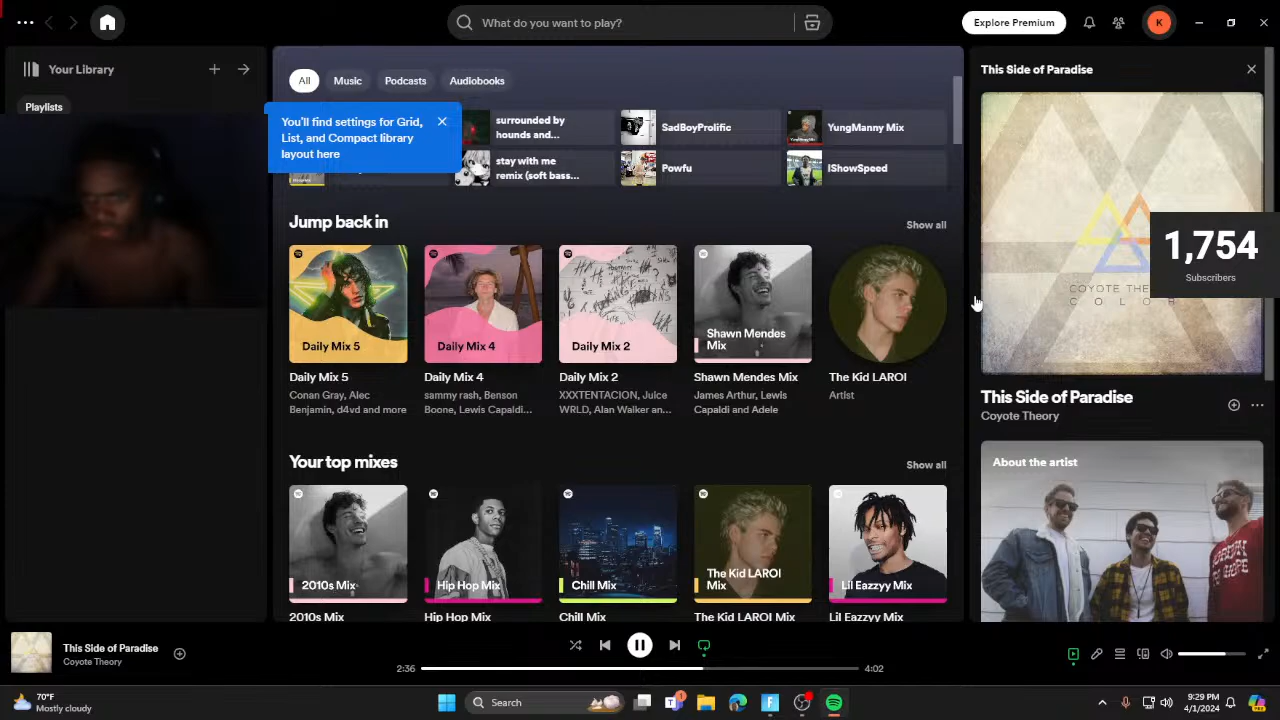 What do you want to play?
Explore Premium
K
Your Library
Playlists
All
Music
Podcasts
Audiobooks
You'll find settings for Grid,
List, and Compact library
layout here
surrounded by
hounds and...
SadBoyProlific
YungManny Mix
stay with me
remix (soft bass...
Powfu
IShowSpeed
Jump back in
Show all
Daily Mix 5
Daily Mix 4
Daily Mix 2
Shawn Mendes
Mix
Daily Mix 5
Conan Gray, Alec
Benjamin, d4vd and more
Daily Mix 4
sammy rash, Benson
Boone, Lewis Capaldi...
Daily Mix 2
XXXTENTACION, Juice
WRLD, Alan Walker an...
Shawn Mendes Mix
James Arthur, Lewis
Capaldi and Adele
The Kid LAROI
Artist
Your top mixes
Show all
2010s Mix
Hip Hop Mix
Chill Mix
The Kid LAROI
Mix
Lil Eazzyy Mix
2010s Mix
Hip Hop Mix
Chill Mix
The Kid LAROI Mix
Lil Eazzyy Mix
This Side of Paradise
COYOTE THE
COLOR
1,754
Subscribers
This Side of Paradise
Coyote Theory
About the artist
This Side of Paradise
Coyote Theory
2:36
4:02
70°F
Mostly cloudy
Search
1
9:29 PM
4/1/2024